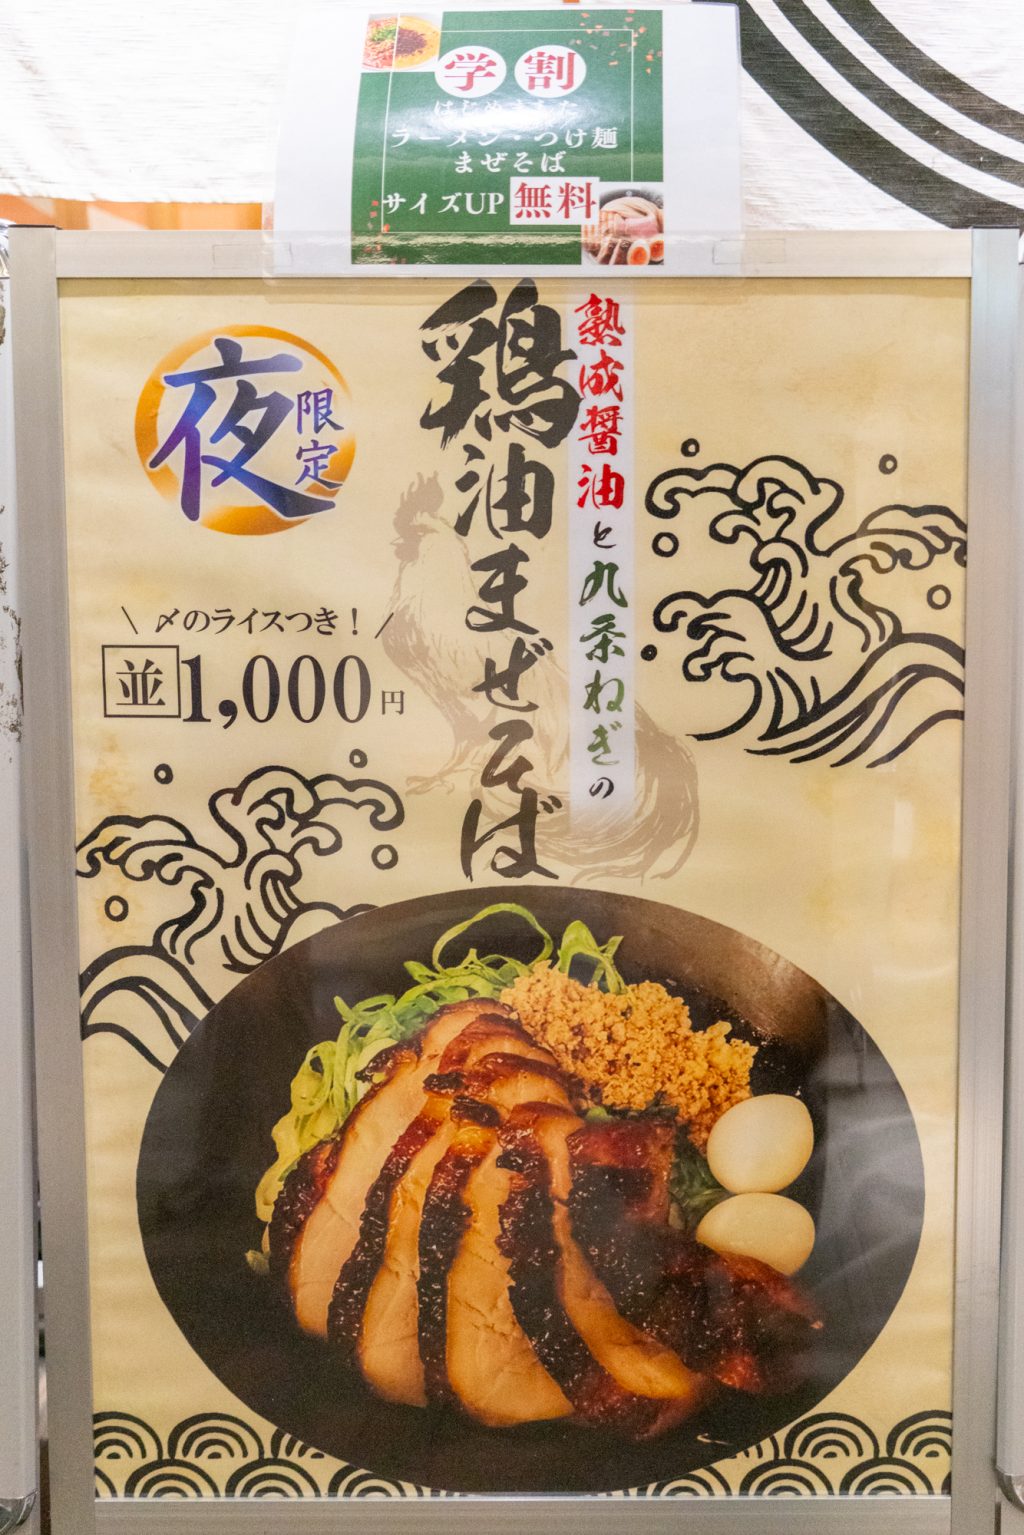 学割
はじめました
ラーメン・つけ麺
まぜそば
サイズUP 無料
熟成醤油と九条ねぎの
鶏油まぜそば
夜限定
〆のライスつき！
並1,000円